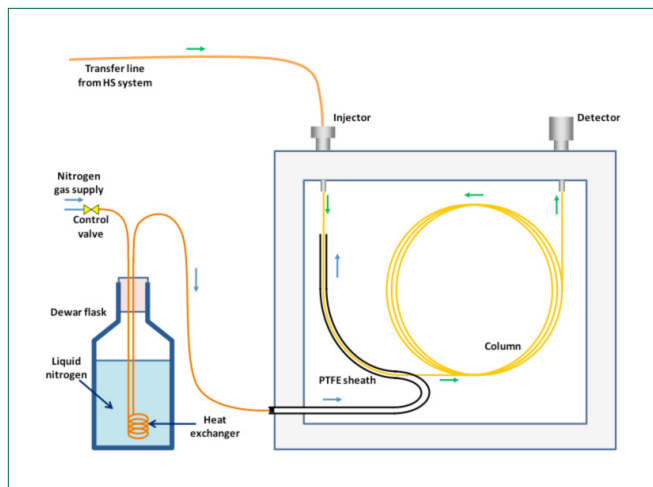 Transfer line
from HS system
Injector
Detector
Nitrogen
gas supply
Control
valve
Dewar flask
Liquid
nitrogen
Heat
exchanger
PTFE sheath
Column